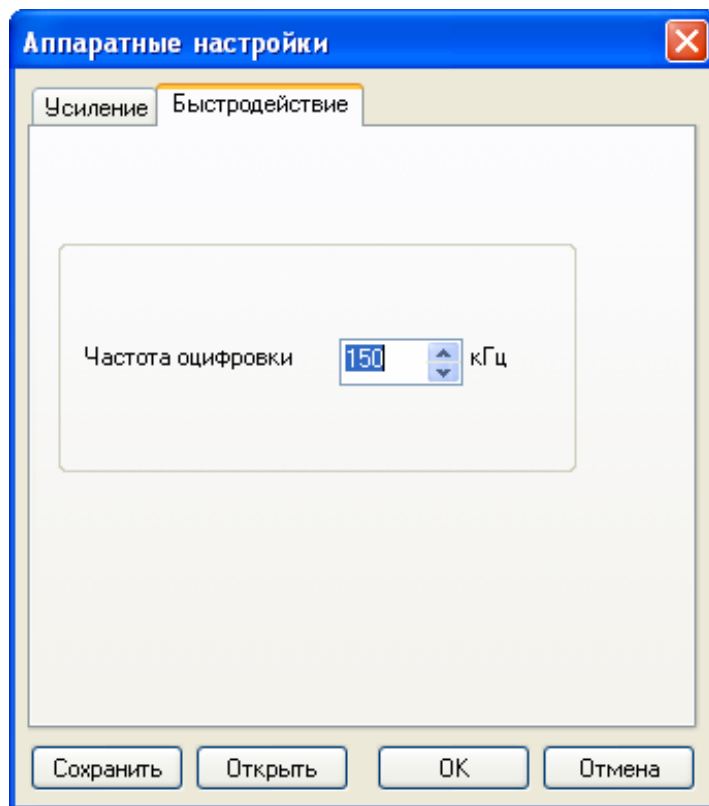 Аппаратные настройки
Усиление Быстродействие
Частота оцифровки 150 кГц
Сохранить Открыть OK Отмена